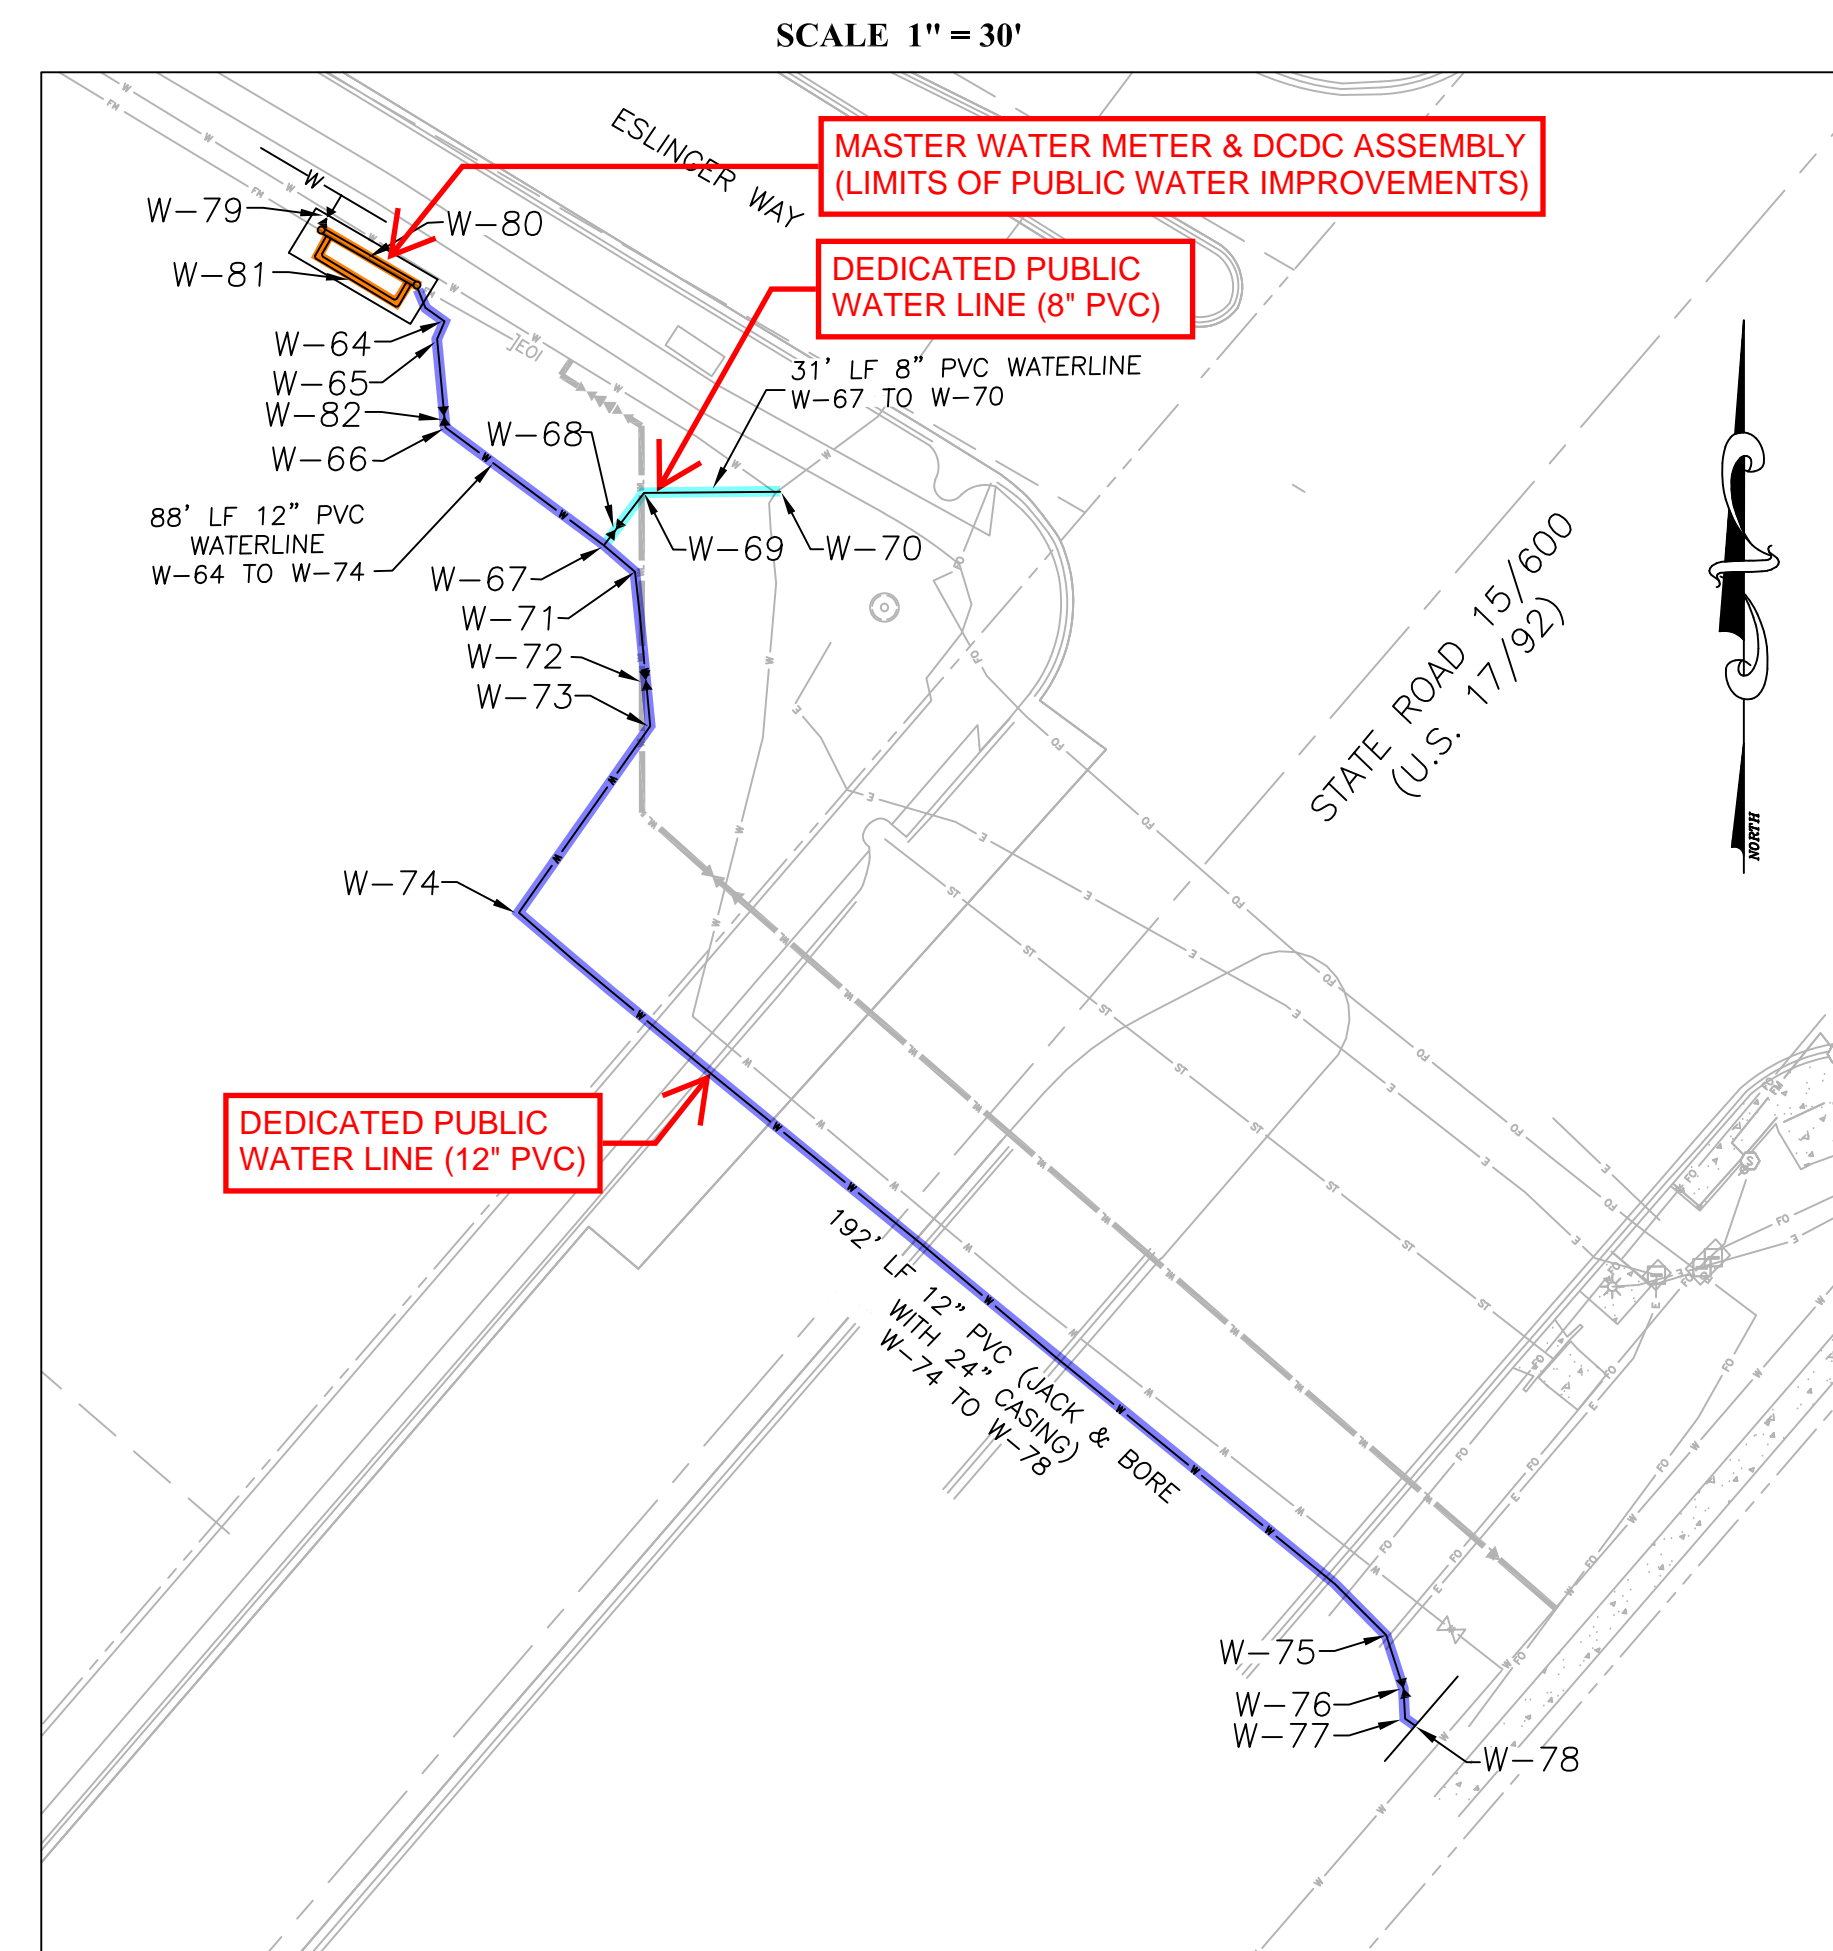 SCALE 1" = 30'
ESLINGER WAY
MASTER WATER METER & DCDC ASSEMBLY
(LIMITS OF PUBLIC WATER IMPROVEMENTS)
W
W-79
W-80
W-81
DEDICATED PUBLIC
WATER LINE (8" PVC)
W-64
W-65
W-82
W-66
31' LF 8" PVC WATERLINE
W-67 TO W-70
W-68
88' LF 12" PVC
WATERLINE
W-64 TO W-74
W-69
W-70
W-67
W-71
W-72
W-73
STATE ROAD 15/600
(U.S. 17/92)
NORTH
W-74
DEDICATED PUBLIC
WATER LINE (12" PVC)
192' LF 12" PVC (JACK & BORE
WITH 24" CASING)
W-74 TO W-78
W-75
W-76
W-77
W-78